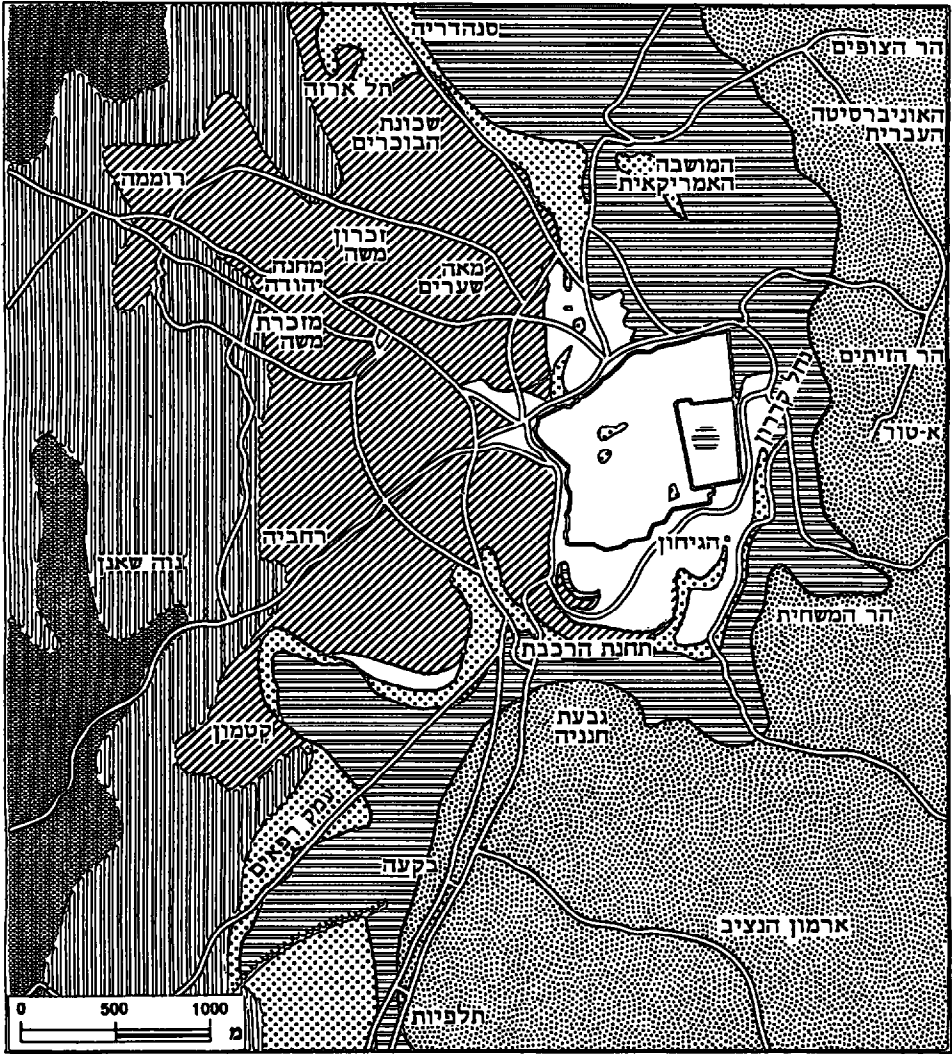 סנהדריה
הר הצופים
תל ארזה
האוניברסיטה
העברית
שכונת
הבוכרים
המושבה
האמריקאית
רוממה
זכרון
משה
מחנה
יהודה
מאה
שערים
מזכרת
משה
הר הזיתים
נחל קדרון
א-טור
רחביה
הגיחון
נוה שאנן
הר המשחית
תחנת הרכבת
גבעת
חנניה
קטמון
עמק רפאים
בקעה
ארמון הנציב
תלפיות
0 500 1000
מ